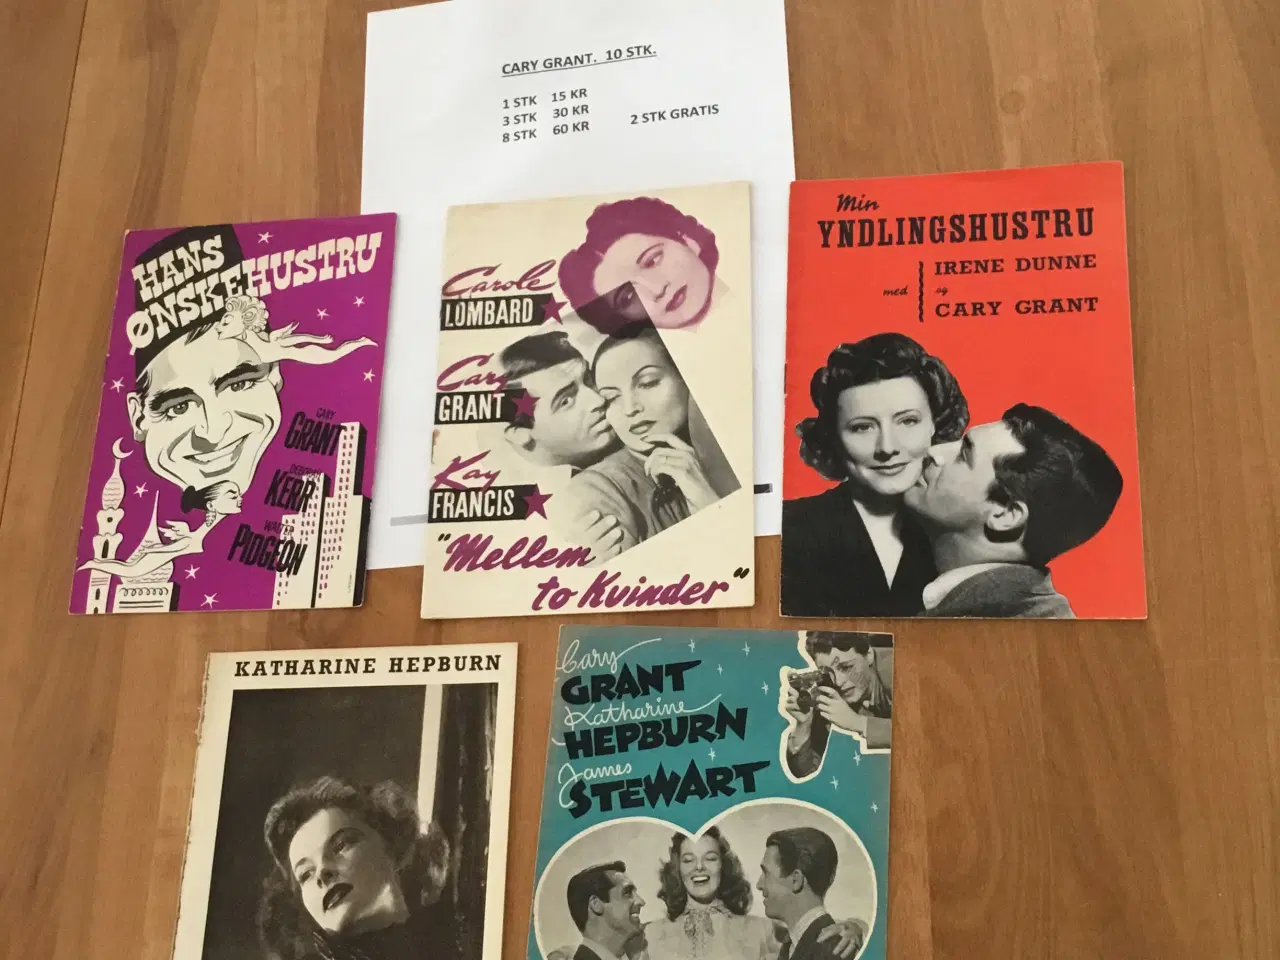 CARY GRANT. 10 STK.
1 STK 15 KR
3 STK 30 KR
8 STK 60 KR 2 STK GRATIS
HANS
ØNSKEHUSTRU
CARY
GRANT
DEBORAH
KERR
WALTER
PIDGEON
Carole
LOMBARD
Cary
GRANT
Kay
FRANCIS
"Mellem
to Kvinder"
Min
YNDLINGSHUSTRU
med IRENE DUNNE
og
CARY GRANT
KATHARINE HEPBURN
Cary
GRANT
Katharine
HEPBURN
James
STEWART